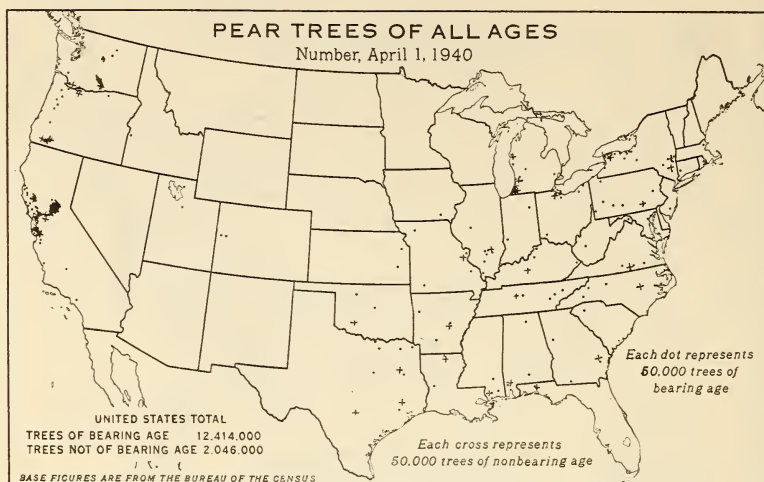 PEAR TREES OF ALL AGES
Number, April 1, 1940
Each dot represents
50,000 trees of
bearing age
UNITED STATES TOTAL
TREES OF BEARING AGE 12,414,000
TREES NOT OF BEARING AGE 2,046,000
Each cross represents
50,000 trees of nonbearing age
BASE FIGURES ARE FROM THE BUREAU OF THE CENSUS